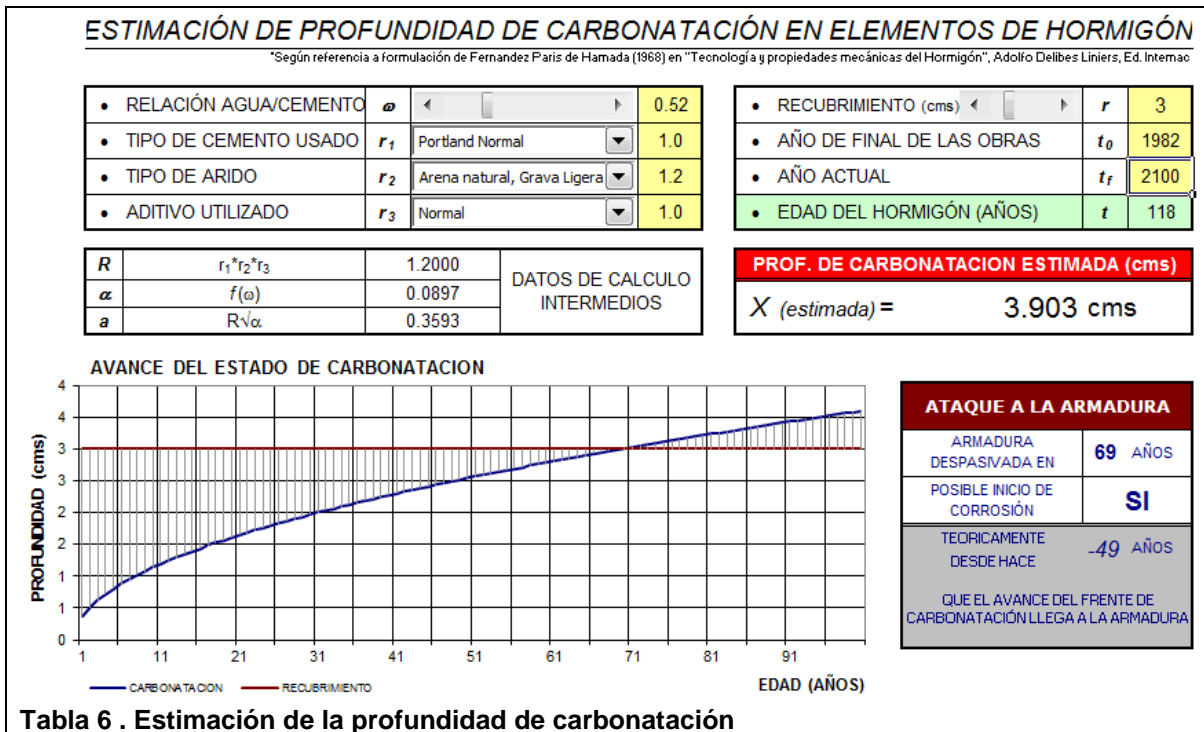 ESTIMACIÓN DE PROFUNDIDAD DE CARBONATACIÓN EN ELEMENTOS DE HORMIGÓN
"Según referencia a formulación de Fernandez Paris de Hamada (1968) en "Tecnología y propiedades mecánicas del Hormigón", Adolfo Delibes Liniers, Ed. Internac
• RELACIÓN AGUA/CEMENTO ω 0.52
• TIPO DE CEMENTO USADO r1 Portland Normal 1.0
• TIPO DE ARIDO r2 Arena natural, Grava Ligera 1.2
• ADITIVO UTILIZADO r3 Normal 1.0
• RECUBRIMIENTO (cms) r 3
• AÑO DE FINAL DE LAS OBRAS t0 1982
• AÑO ACTUAL tf 2100
• EDAD DEL HORMIGÓN (AÑOS) t 118
R r1*r2*r3 1.2000
α f(ω) 0.0897
a R√α 0.3593
DATOS DE CALCULO
INTERMEDIOS
PROF. DE CARBONATACION ESTIMADA (cms)
X (estimada) = 3.903 cms
AVANCE DEL ESTADO DE CARBONATACION
PROFUNDIDAD (cms)
4
4
3
3
2
2
1
1
0
1 11 21 31 41 51 61 71 81 91
EDAD (AÑOS)
CARBONATACION RECUBRIMIENTO
ATAQUE A LA ARMADURA
ARMADURA
DESPASIVADA EN 69 AÑOS
POSIBLE INICIO DE
CORROSIÓN SI
TEORICAMENTE
DESDE HACE -49 AÑOS
QUE EL AVANCE DEL FRENTE DE
CARBONATACIÓN LLEGA A LA ARMADURA
Tabla 6 . Estimación de la profundidad de carbonatación